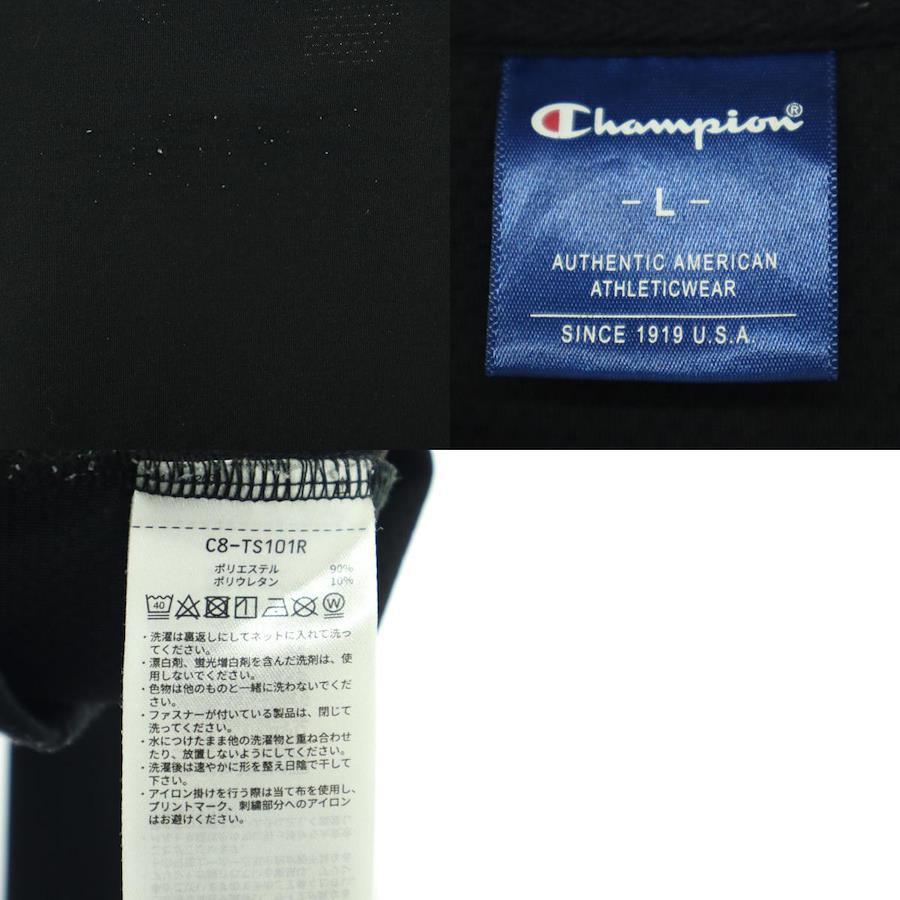 Champion®
- L -
AUTHENTIC AMERICAN
ATHLETICWEAR
SINCE 1919 U.S.A.
C8-TS101R
ポリエステル 90%
ポリウレタン 10%
40
W
・洗濯は裏返しにしてネットに入れて洗っ
てください。
・漂白剤、蛍光増白剤を含んだ洗剤は、使
用しないでください。
・色物は他のものと一緒に洗わないでくだ
さい。
・ファスナーが付いている製品は、閉じて
洗ってください。
・水につけたまま他の洗濯物と重ね合わせ
たり、放置しないようにしてください。
・洗濯後は速やかに形を整え日陰で干して
下さい。
・アイロン掛けを行う際は当て布を使用し、
プリントマーク、刺繍部分へのアイロン
はお避けください。